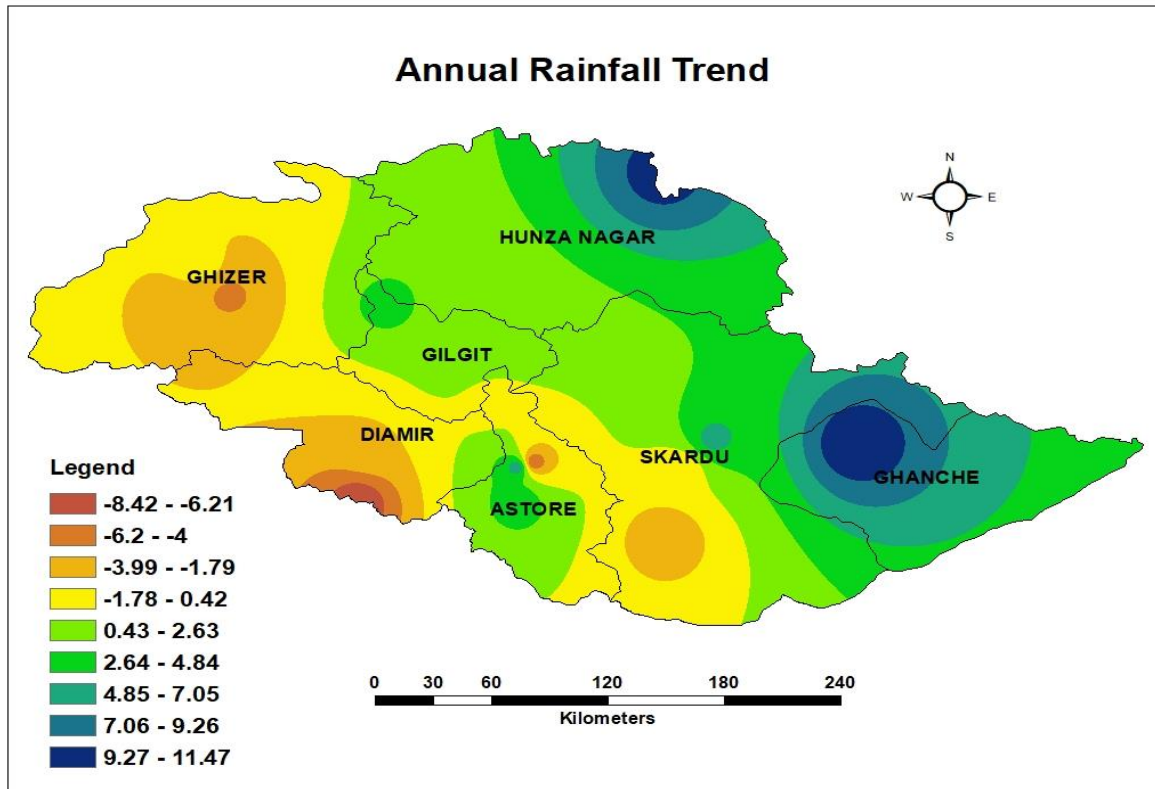 Annual Rainfall Trend
N
W E
S
HUNZA NAGAR
GHIZER
GILGIT
DIAMIR
SKARDU
GHANCHE
ASTORE
Legend
-8.42 - -6.21
-6.2 - -4
-3.99 - -1.79
-1.78 - 0.42
0.43 - 2.63
2.64 - 4.84
4.85 - 7.05
7.06 - 9.26
9.27 - 11.47
0 30 60 120 180 240
Kilometers